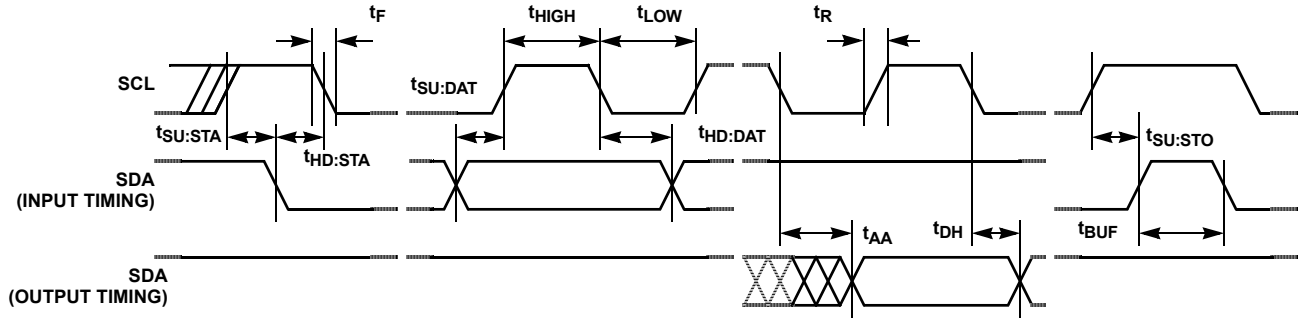 tF
tHIGH
tLOW
tR
SCL
tSU:DAT
tSU:STA
tHD:STA
tHD:DAT
tSU:STO
SDA
(INPUT TIMING)
tAA
tDH
tBUF
SDA
(OUTPUT TIMING)